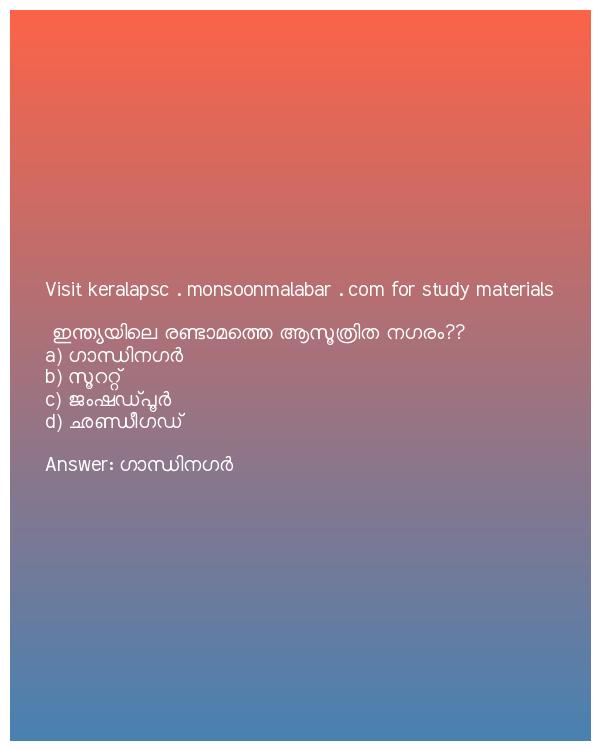 Visit keralapsc . monsoonmalabar . com for study materials
ഇന്ത്യയിലെ രണ്ടാമത്തെ ആസൂത്രിത നഗരം??
a) ഗാന്ധിനഗർ
b) സൂററ്റ്
c) ജംഷഡ്പൂർ
d) ഛണ്ഡീഗഡ്
Answer: ഗാന്ധിനഗർ